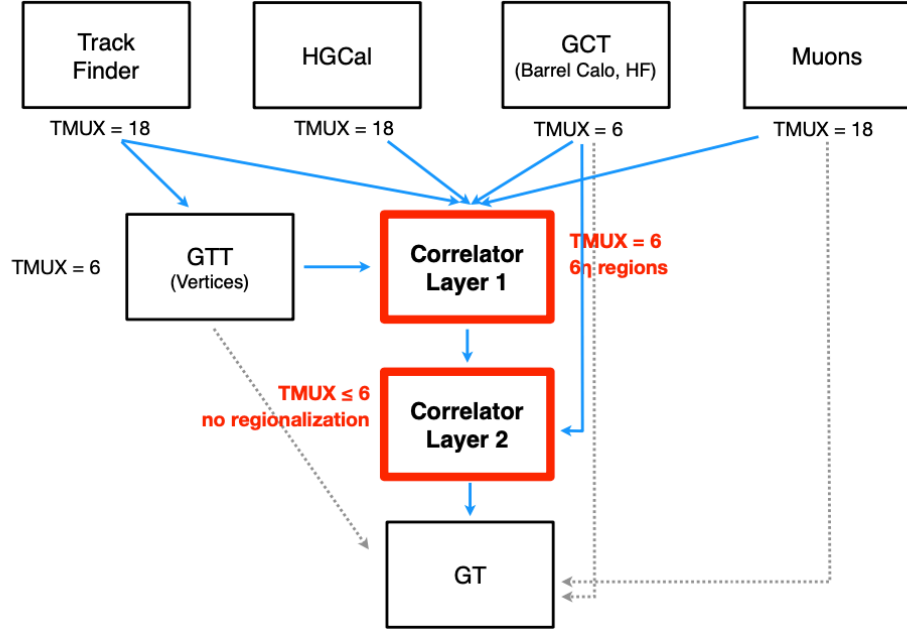 Track
Finder
HGCal
GCT
(Barrel Calo, HF)
Muons
TMUX = 18
TMUX = 18
TMUX = 6
TMUX = 18
TMUX = 6
GTT
(Vertices)
Correlator
Layer 1
TMUX = 6
6η regions
TMUX ≤ 6
no regionalization
Correlator
Layer 2
GT